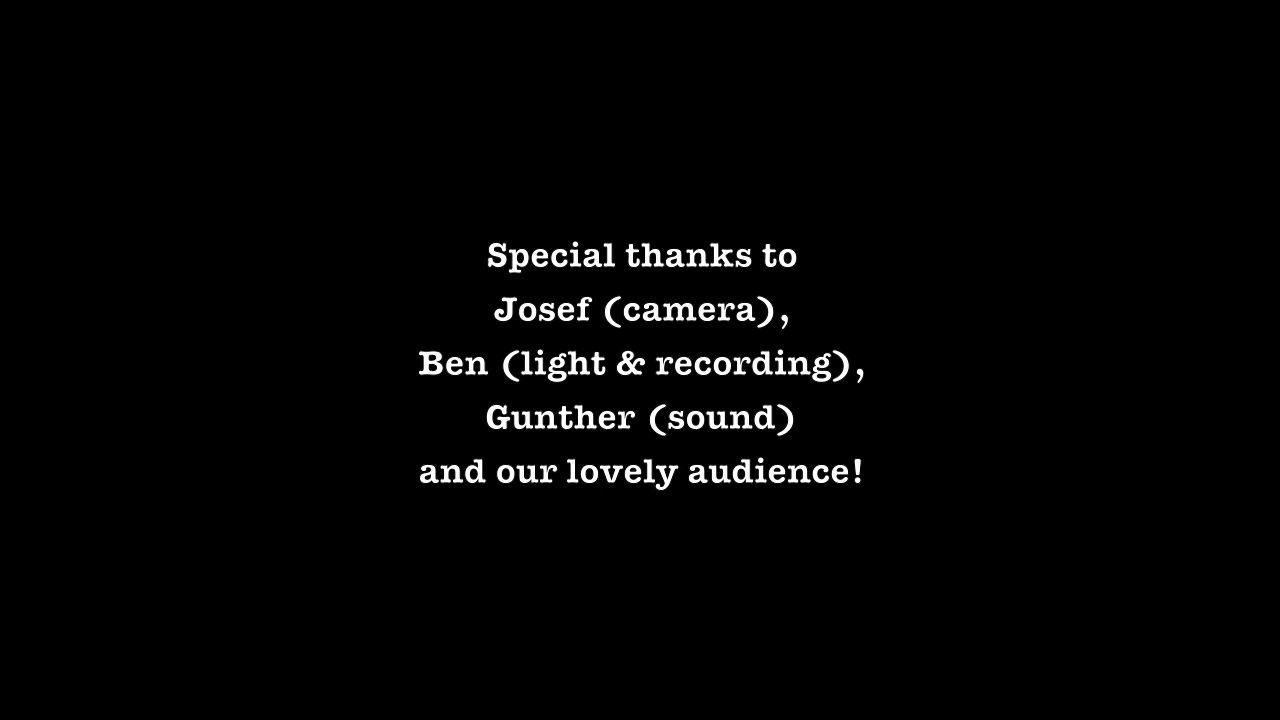 Special thanks to
Josef (camera),
Ben (light & recording),
Gunther (sound)
and our lovely audience!